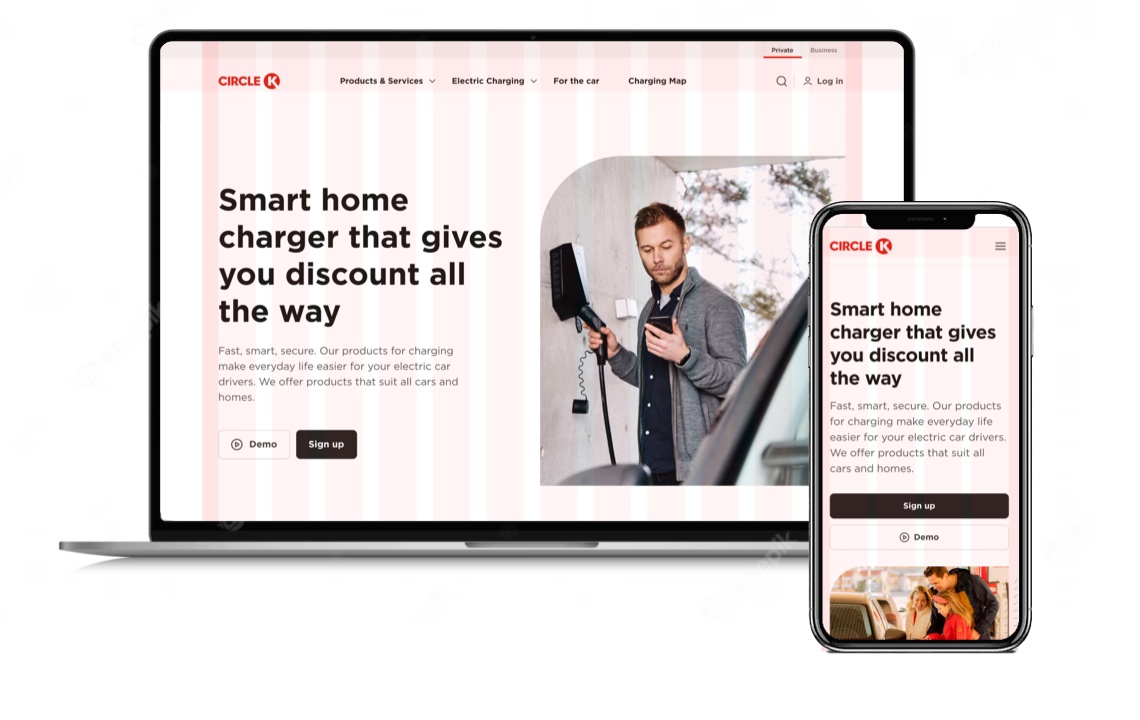 Private Business
CIRCLE K
Products & Services
Electric Charging
For the car
Charging Map
Log in
Smart home
charger that gives
you discount all
the way
Fast, smart, secure. Our products for charging
make everyday life easier for your electric car
drivers. We offer products that suit all cars and
homes.
Demo
Sign up
CIRCLE K
Smart home
charger that gives
you discount all
the way
Fast, smart, secure. Our products
for charging make everyday life
easier for your electric car drivers.
We offer products that suit all
cars and homes.
Sign up
Demo